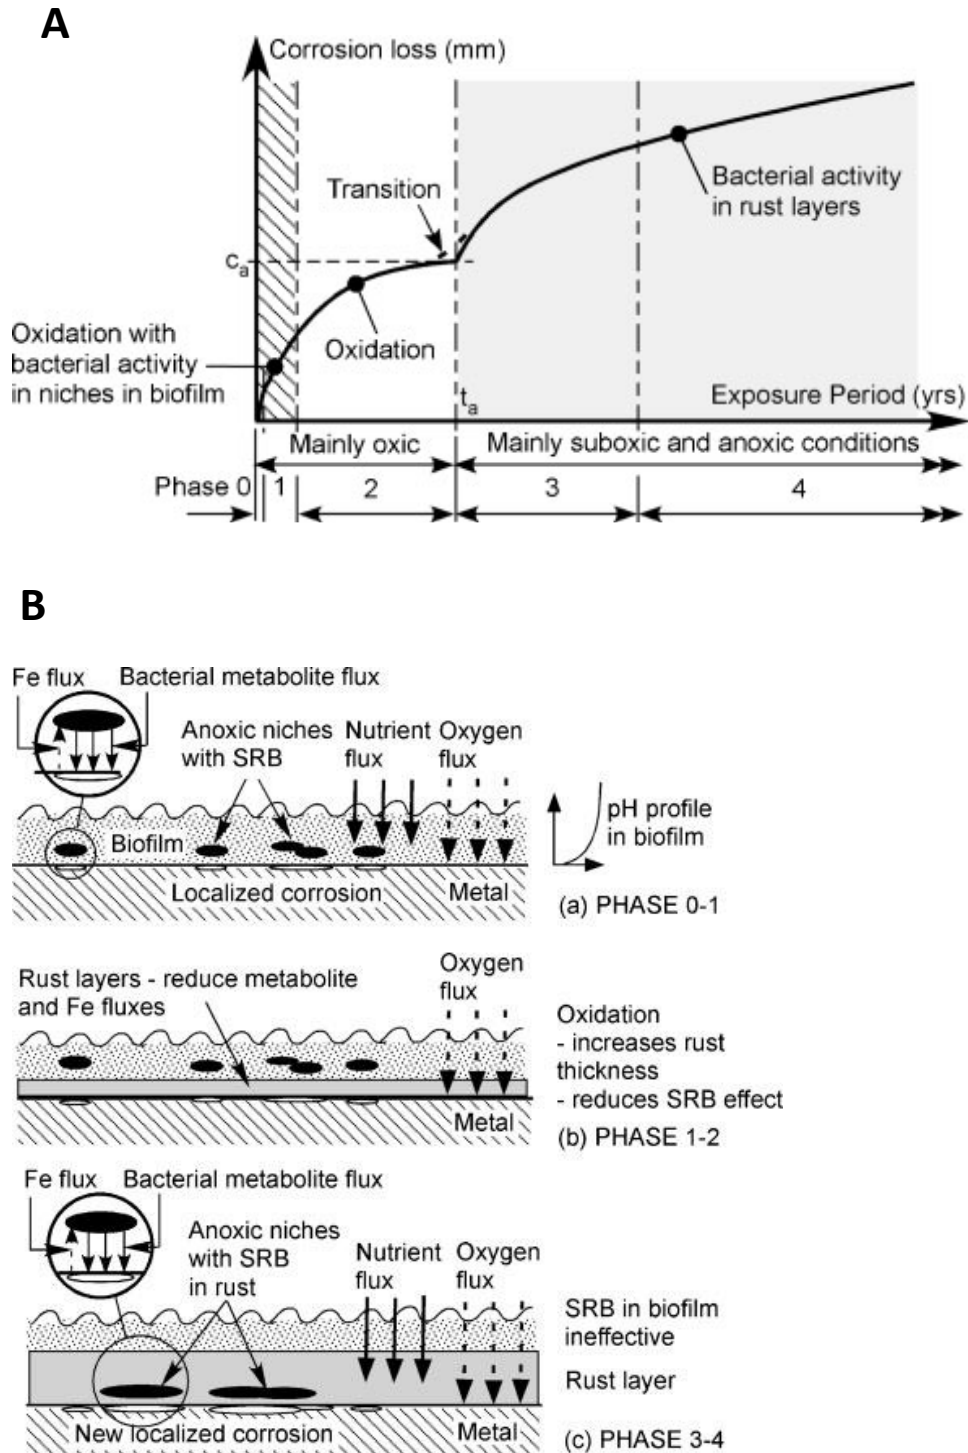 A
Corrosion loss (mm)
Transition
Bacterial activity
in rust layers
ca
Oxidation with
bacterial activity
in niches in biofilm
Oxidation
ta
Exposure Period (yrs)
Mainly oxic
Mainly suboxic and anoxic conditions
Phase 0 1 2 3 4
B
Fe flux
Bacterial metabolite flux
Anoxic niches
with SRB
Nutrient
flux
Oxygen
flux
Biofilm
pH profile
in biofilm
Localized corrosion
Metal
(a) PHASE 0-1
Rust layers - reduce metabolite
and Fe fluxes
Oxygen
flux
Oxidation
- increases rust
thickness
- reduces SRB effect
Metal
(b) PHASE 1-2
Fe flux
Bacterial metabolite flux
Anoxic niches
with SRB
in rust
Nutrient
flux
Oxygen
flux
SRB in biofilm
ineffective
Rust layer
New localized corrosion
Metal
(c) PHASE 3-4